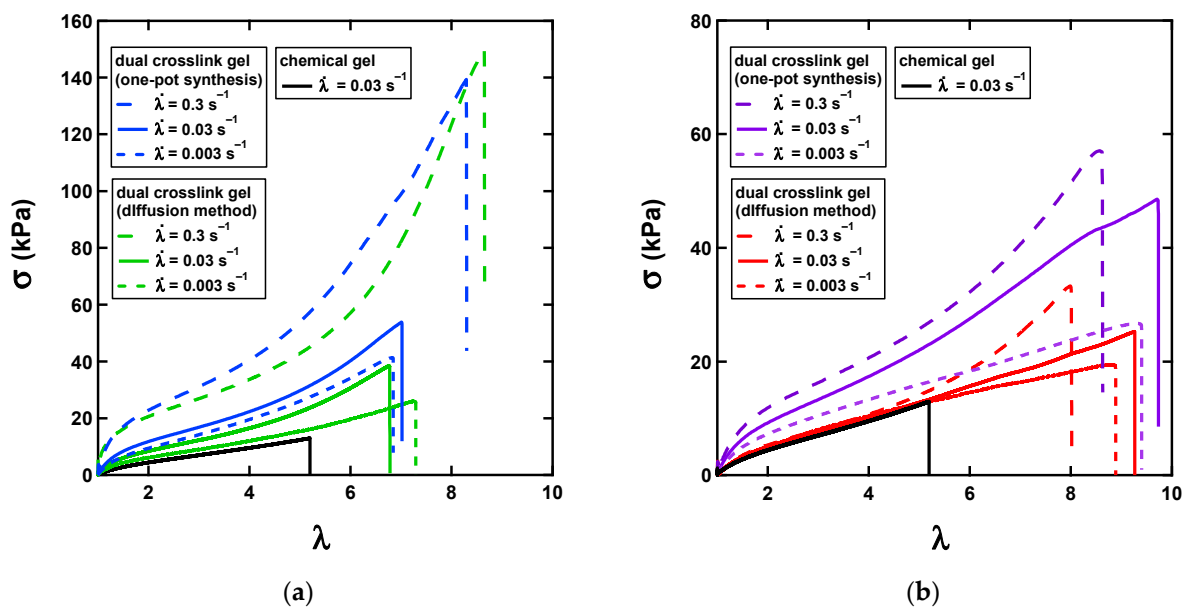 160
140
120
100
80
60
40
20
0
σ (kPa)
dual crosslink gel
(one-pot synthesis)
λ̇ = 0.3 s⁻¹
λ̇ = 0.03 s⁻¹
λ̇ = 0.003 s⁻¹
chemical gel
λ̇ = 0.03 s⁻¹
dual crosslink gel
(dIffusion method)
λ̇ = 0.3 s⁻¹
λ̇ = 0.03 s⁻¹
λ̇ = 0.003 s⁻¹
2 4 6 8 10
λ
(a)
80
60
40
20
0
σ (kPa)
dual crosslink gel
(one-pot synthesis)
λ̇ = 0.3 s⁻¹
λ̇ = 0.03 s⁻¹
λ̇ = 0.003 s⁻¹
chemical gel
λ̇ = 0.03 s⁻¹
dual crosslink gel
(dIffusion method)
λ̇ = 0.3 s⁻¹
λ̇ = 0.03 s⁻¹
λ̇ = 0.003 s⁻¹
2 4 6 8 10
λ
(b)